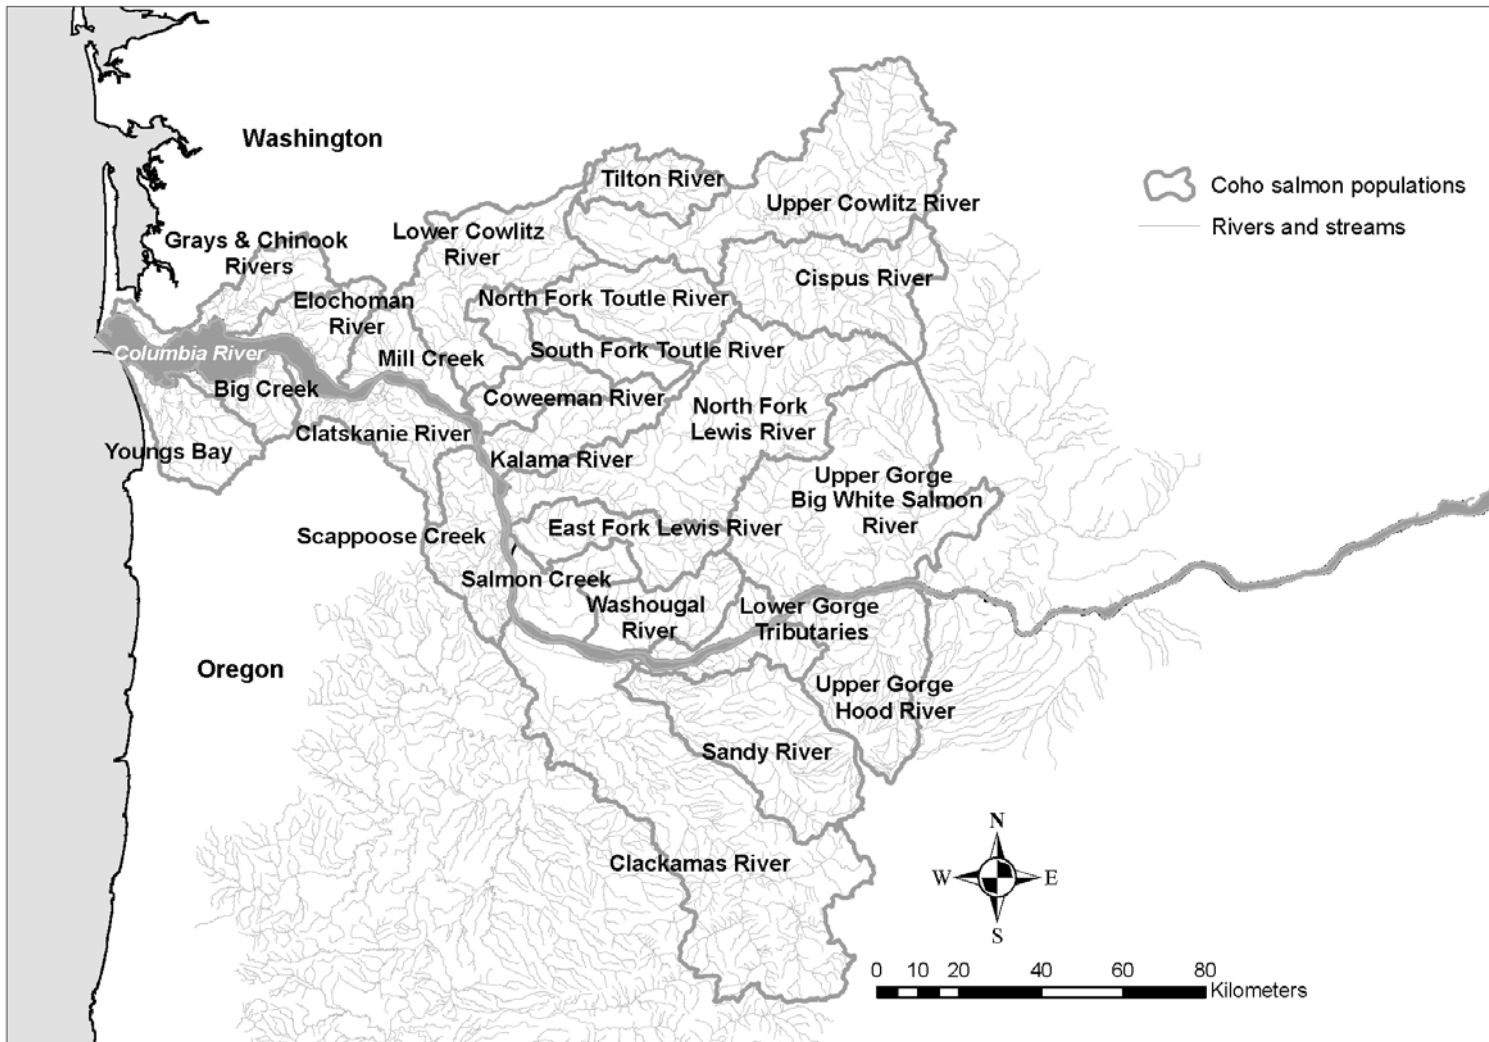 Washington
Tilton River
Upper Cowlitz River
Coho salmon populations
Rivers and streams
Grays & Chinook
Rivers
Lower Cowlitz
River
Cispus River
Elochoman
River
North Fork Toutle River
Columbia River
Mill Creek
South Fork Toutle River
Big Creek
Coweeman River
North Fork
Lewis River
Youngs Bay
Clatskanie River
Kalama River
Upper Gorge
Big White Salmon
River
Scappoose Creek
East Fork Lewis River
Salmon Creek
Washougal
River
Lower Gorge
Tributaries
Oregon
Upper Gorge
Hood River
Sandy River
Clackamas River
N
W
E
S
0 10 20 40 60 80
Kilometers